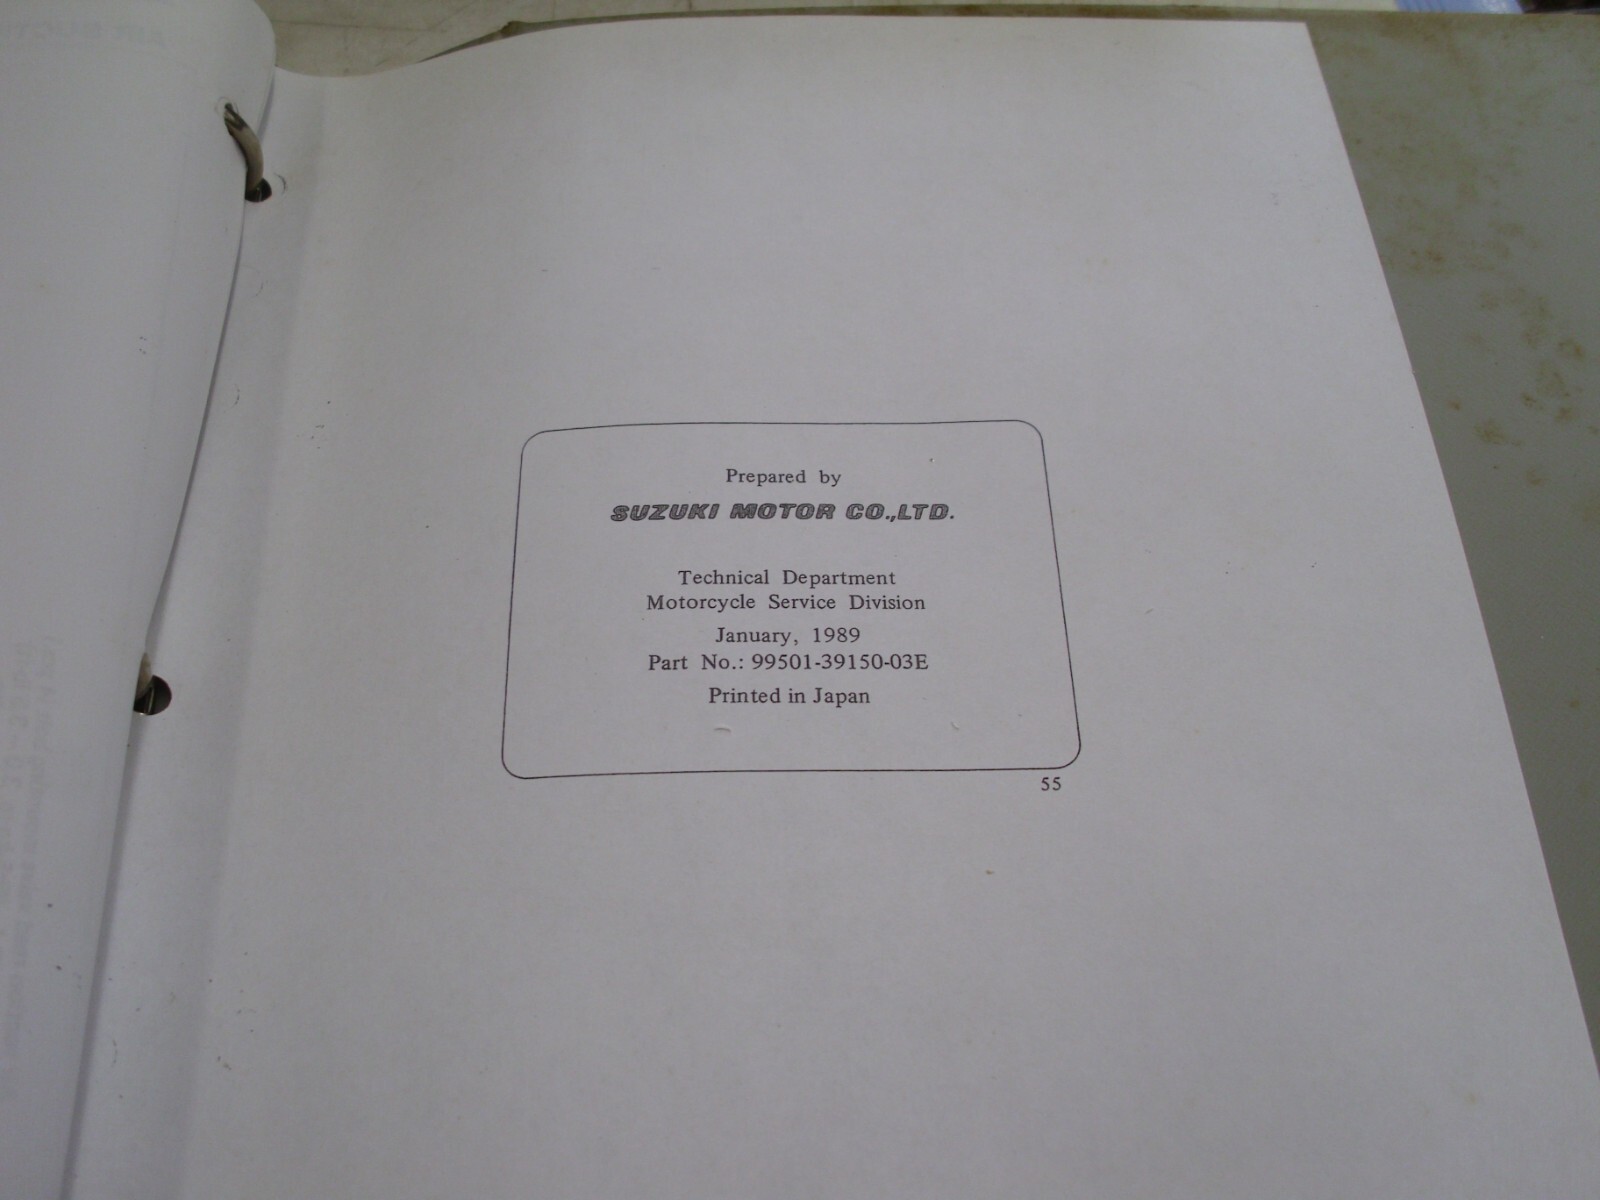 Prepared by
SUZUKI MOTOR CO.,LTD.
Technical Department
Motorcycle Service Division
January, 1989
Part No.: 99501-39150-03E
Printed in Japan
55